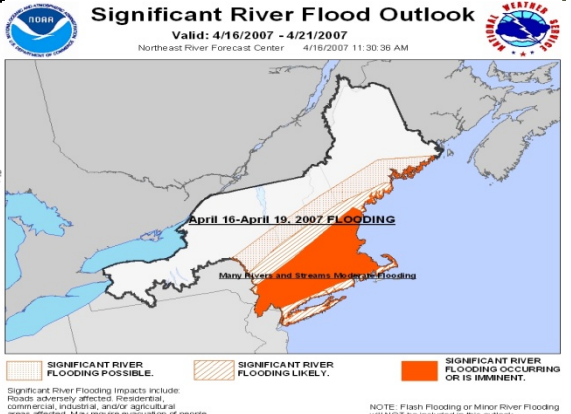 Significant River Flood Outlook
Valid: 4/16/2007 - 4/21/2007
Northeast River Forecast Center 4/16/2007 11:30:36 AM
NOAA
NATIONAL WEATHER SERVICE
April 16-April 19, 2007 FLOODING
Many Rivers and Streams Moderate Flooding
SIGNIFICANT RIVER
FLOODING POSSIBLE.
SIGNIFICANT RIVER
FLOODING LIKELY.
SIGNIFICANT RIVER
FLOODING OCCURRING
OR IS IMMINENT.
Significant River Flooding Impacts include:
Roads adversely affected. Residential,
commercial, industrial, and/or agricultural
NOTE: Flash Flooding or Minor River Flooding